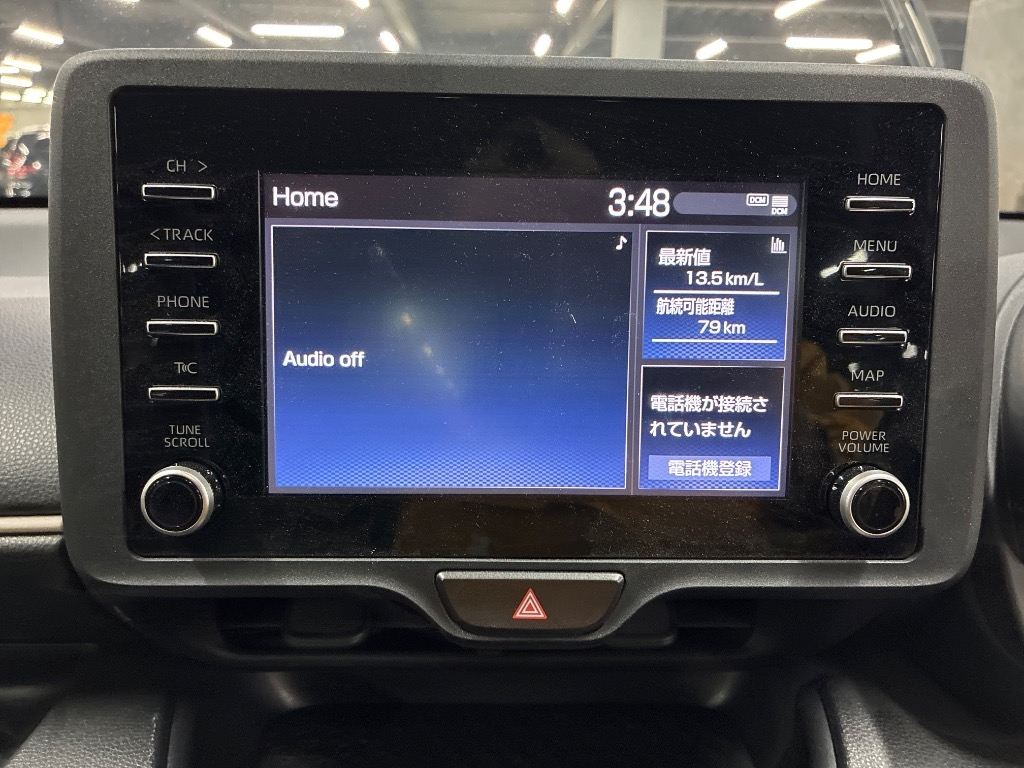 CH >
< TRACK
PHONE
T C
TUNE
SCROLL
Home
3:48
DCM
DCM
Audio off
最新値
13.5 km/L
航続可能距離
79 km
電話機が接続さ
れていません
電話機登録
HOME
MENU
AUDIO
MAP
POWER
VOLUME